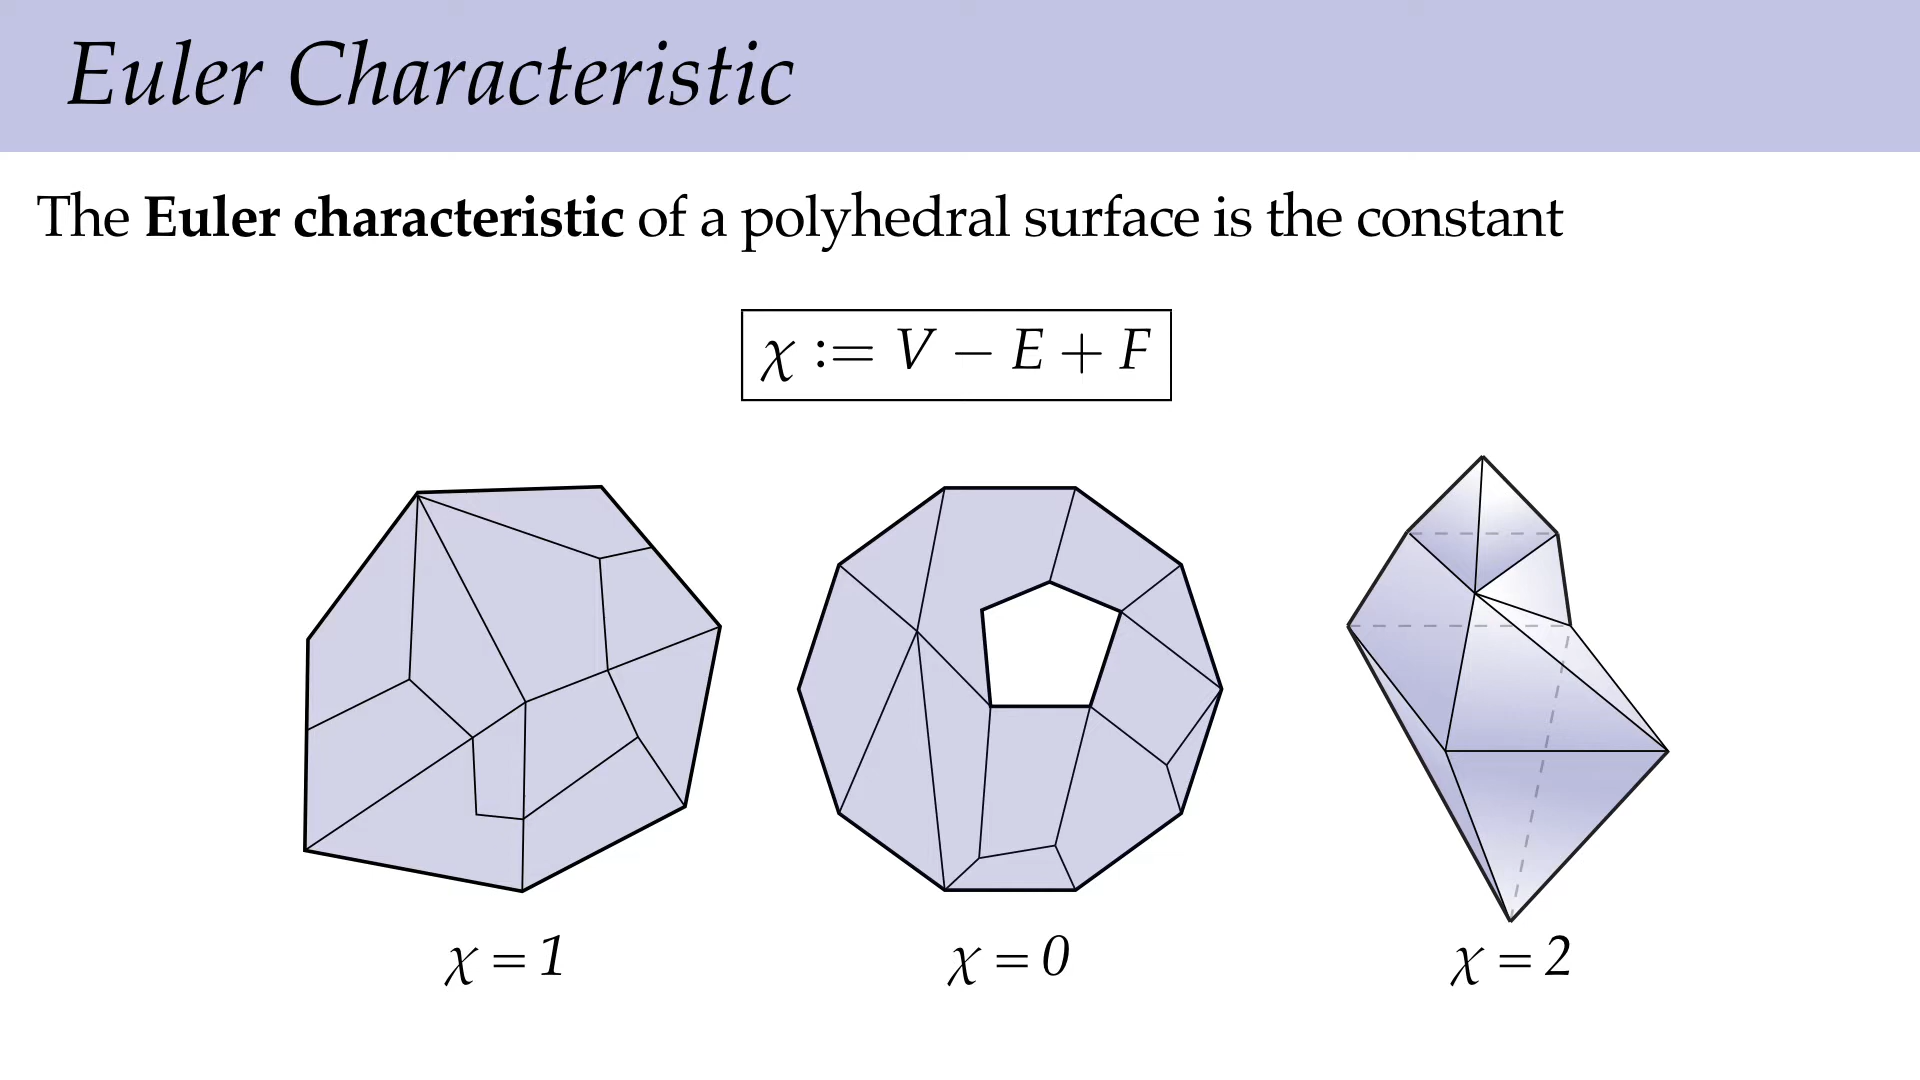 Euler Characteristic
The Euler characteristic of a polyhedral surface is the constant
χ := V − E + F
χ = 1
χ = 0
χ = 2